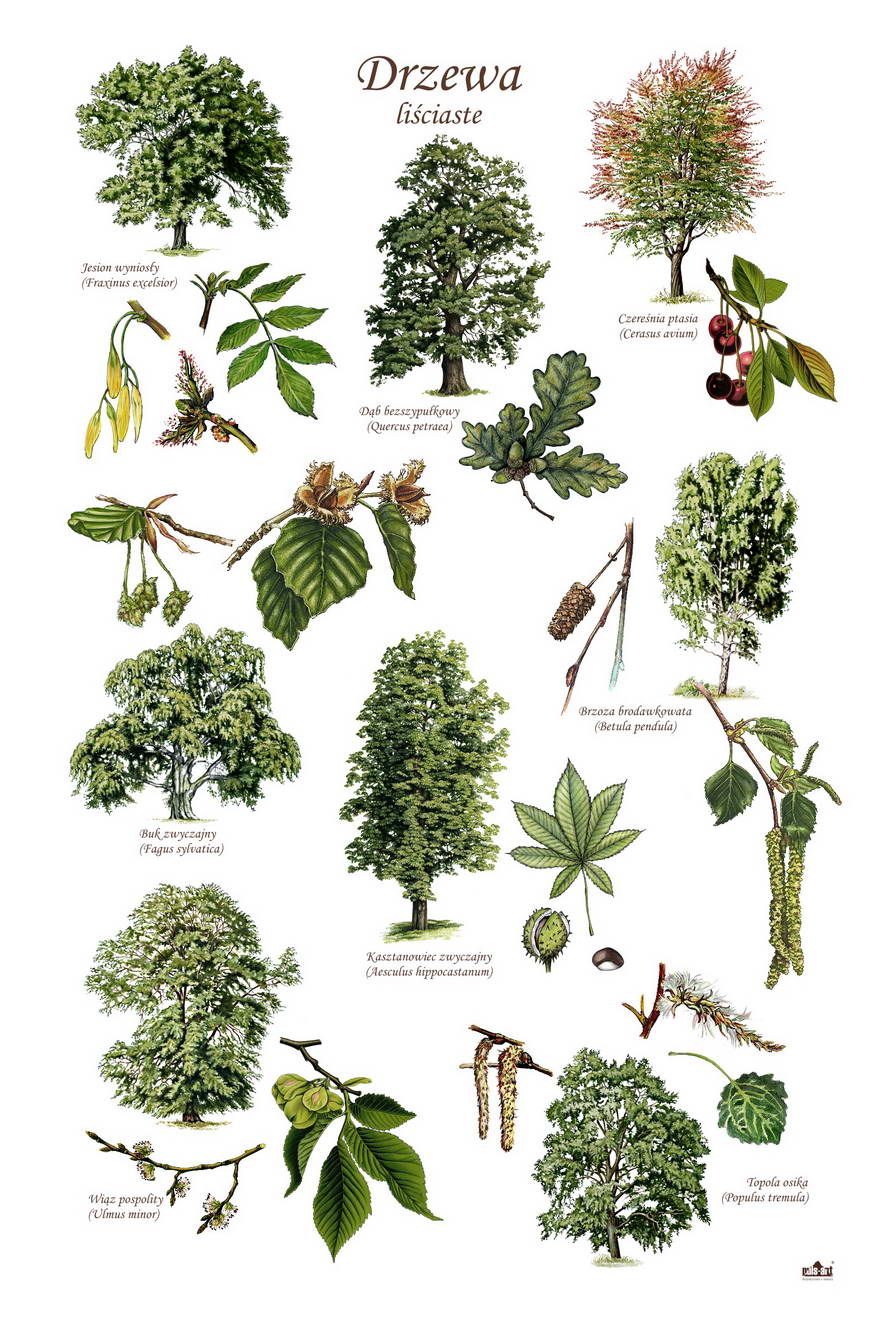 Drzewa
liściaste
Jesion wyniosły
(Fraxinus excelsior)
Czereśnia ptasia
(Cerasus avium)
Dąb bezszypułkowy
(Quercus petraea)
Brzoza brodawkowata
(Betula pendula)
Buk zwyczajny
(Fagus sylvatica)
Kasztanowiec zwyczajny
(Aesculus hippocastanum)
Topola osika
(Populus tremula)
Wiąz pospolity
(Ulmus minor)